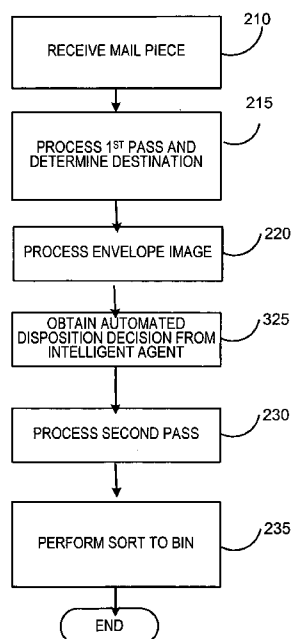 210
RECEIVE MAIL PIECE
215
PROCESS 1ST PASS AND
DETERMINE DESTINATION
220
PROCESS ENVELOPE IMAGE
325
OBTAIN AUTOMATED
DISPOSITION DECISION FROM
INTELLIGENT AGENT
230
PROCESS SECOND PASS
235
PERFORM SORT TO BIN
END